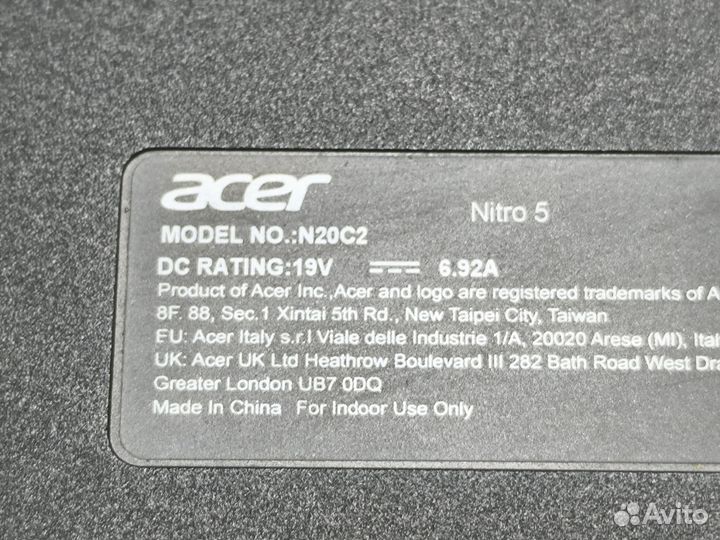 acer
Nitro 5
MODEL NO.:N20C2
DC RATING:19V 6.92A
Product of Acer Inc.,Acer and logo are registered trademarks of A
8F. 88, Sec.1 Xintai 5th Rd., New Taipei City, Taiwan
EU: Acer Italy s.r.l Viale delle Industrie 1/A, 20020 Arese (MI), Ital
UK: Acer UK Ltd Heathrow Boulevard III 282 Bath Road West Dra
Greater London UB7 0DQ
Made In China For Indoor Use Only
Avito